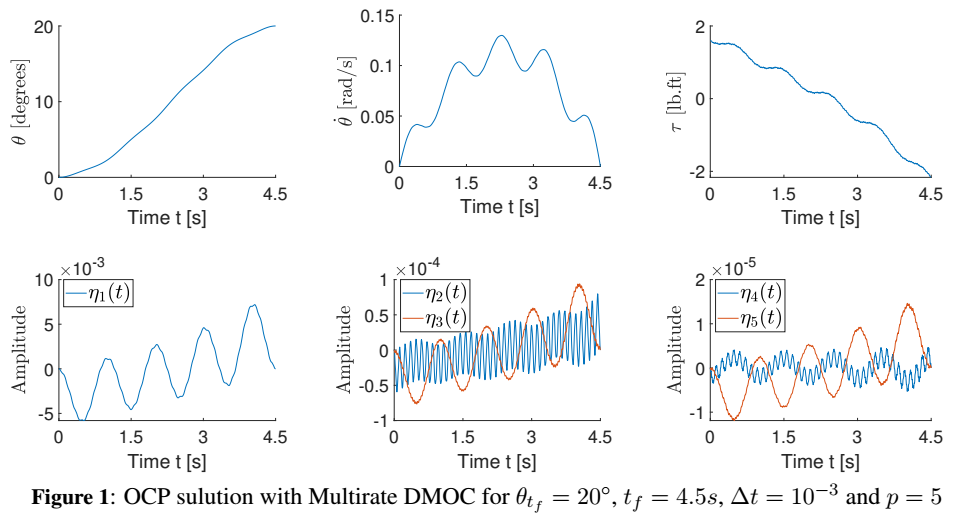 20
10
0
θ [degrees]
0 1.5 3 4.5
Time t [s]
0.15
0.1
0.05
0
θ̇ [rad/s]
0 1.5 3 4.5
Time t [s]
2
0
-2
τ [lb.ft]
0 1.5 3 4.5
Time t [s]
×10⁻³
10
5
0
-5
Amplitude
η₁(t)
0 1.5 3 4.5
Time t [s]
×10⁻⁴
1
0.5
0
-0.5
-1
Amplitude
η₂(t)
η₃(t)
0 1.5 3 4.5
Time t [s]
×10⁻⁵
2
1
0
-1
Amplitude
η₄(t)
η₅(t)
0 1.5 3 4.5
Time t [s]
Figure 1: OCP sulution with Multirate DMOC for θ_{t_f} = 20°, t_f = 4.5s, Δt = 10⁻³ and p = 5